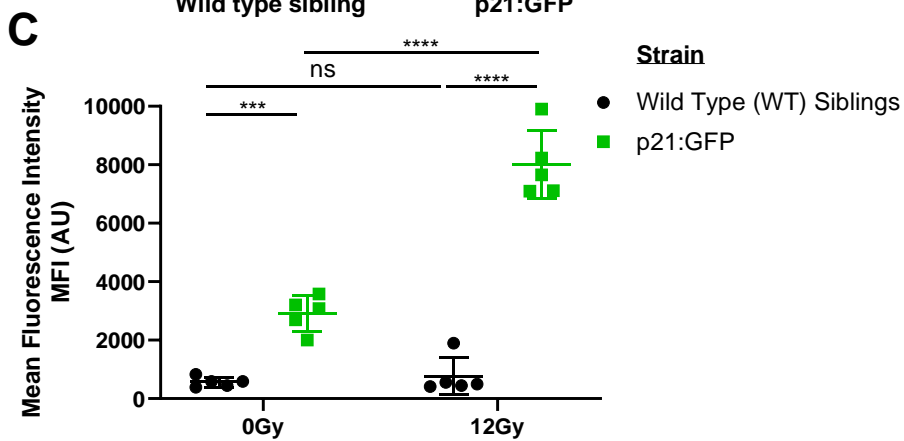 Wild type sibling p21:GFP
C
****
ns ****
***
Strain
Wild Type (WT) Siblings
p21:GFP
Mean Fluorescence Intensity
MFI (AU)
10000
8000
6000
4000
2000
0
0Gy 12Gy